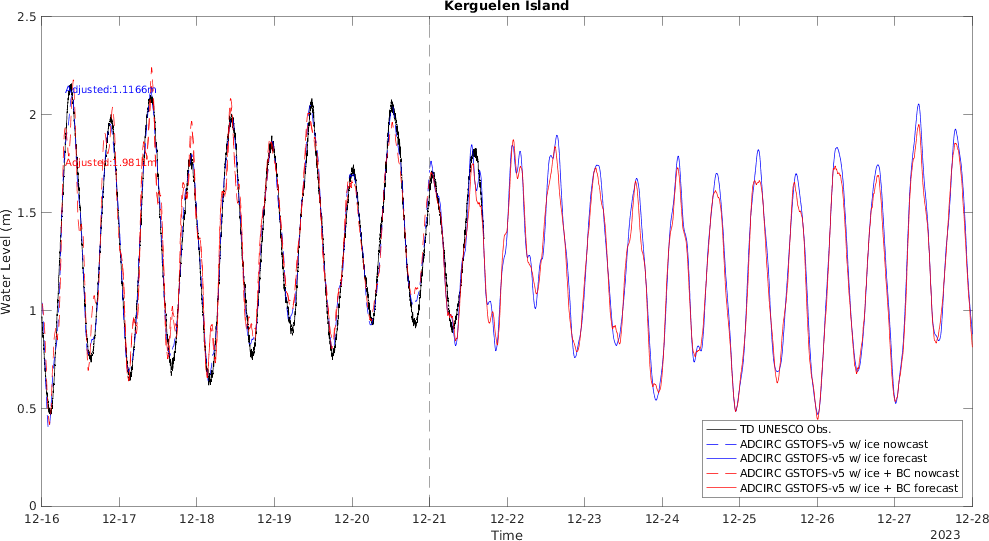 Kerguelen Island
2.5
2
1.5
1
0.5
0
Water Level (m)
Adjusted:1.1166m
12-16
12-17
12-18
12-19
12-20
12-21
12-22
12-23
12-24
12-25
12-26
12-27
12-28
Time
2023
TD UNESCO Obs.
ADCIRC GSTOFS-v5 w/ ice nowcast
ADCIRC GSTOFS-v5 w/ ice forecast
ADCIRC GSTOFS-v5 w/ ice + BC nowcast
ADCIRC GSTOFS-v5 w/ ice + BC forecast